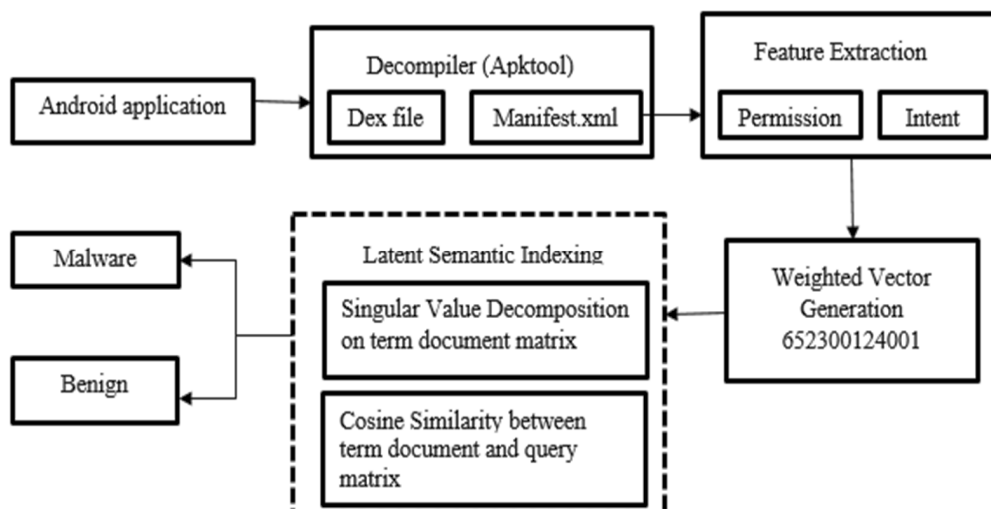 Android application
Decompiler (Apktool)
Dex file
Manifest.xml
Feature Extraction
Permission
Intent
Weighted Vector
Generation
652300124001
Latent Semantic Indexing
Singular Value Decomposition
on term document matrix
Cosine Similarity between
term document and query
matrix
Malware
Benign